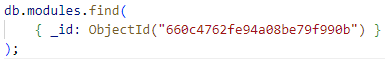 db.modules.find(
{ _id: ObjectId("660c4762fe94a08be79f990b") }
);